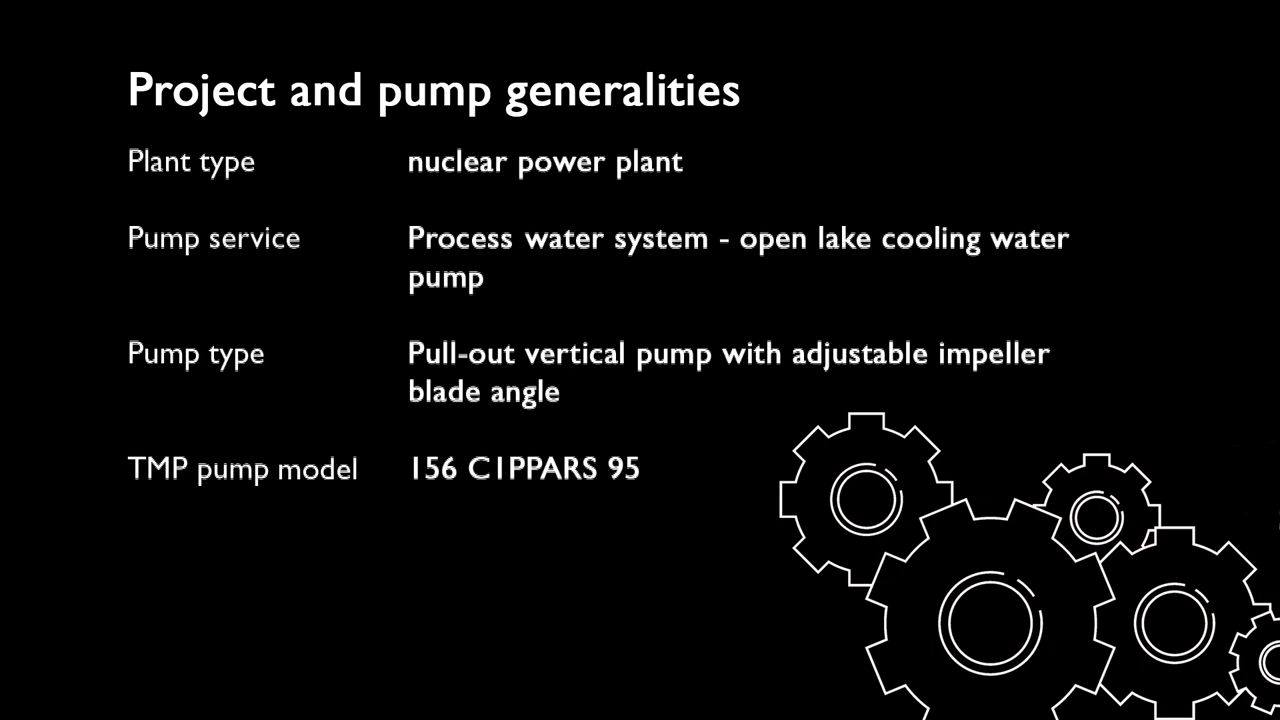 Project and pump generalities
Plant type nuclear power plant
Pump service Process water system - open lake cooling water
pump
Pump type Pull-out vertical pump with adjustable impeller
blade angle
TMP pump model 156 C1PPARS 95